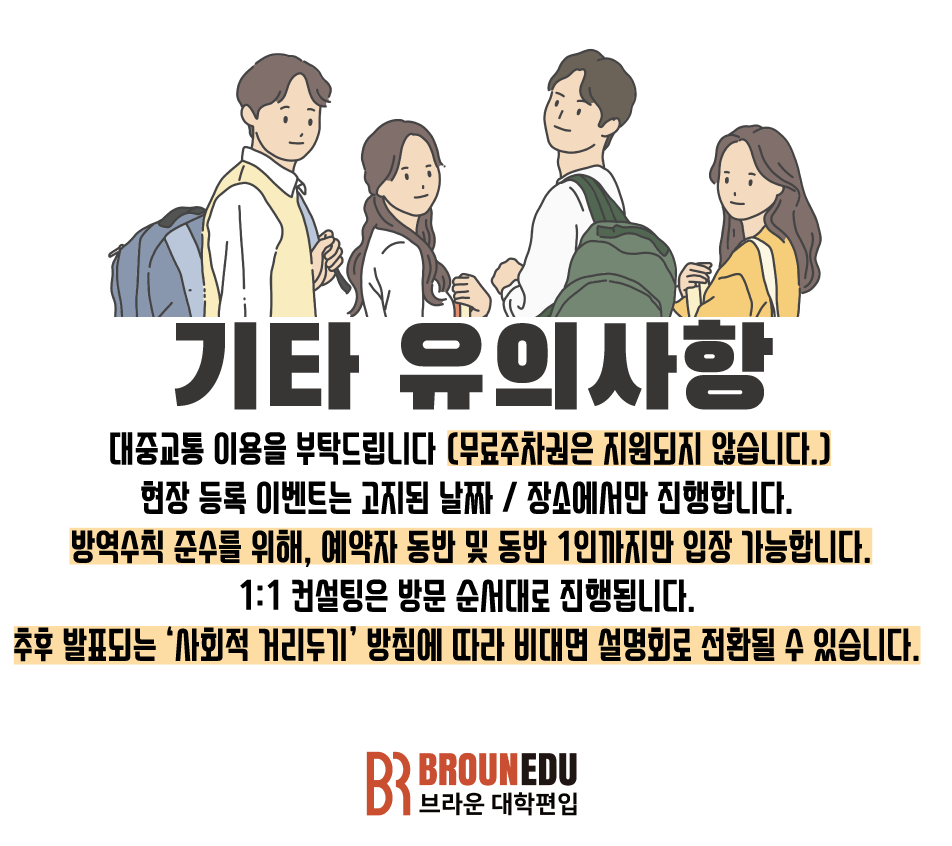 기타 유의사항
대중교통 이용을 부탁드립니다 (무료주차권은 지원되지 않습니다.)
현장 등록 이벤트는 고지된 날짜 / 장소에서만 진행합니다.
방역수칙 준수를 위해, 예약자 동반 및 동반 1인까지만 입장 가능합니다.
1:1 컨설팅은 방문 순서대로 진행됩니다.
추후 발표되는 ‘사회적 거리두기’ 방침에 따라 비대면 설명회로 전환될 수 있습니다.
BR BROUNEDU
브라운 대학편입